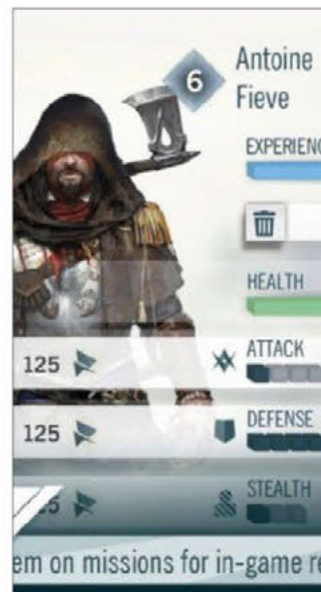 6
Antoine
Fieve
EXPERIENC
HEALTH
125
ATTACK
125
DEFENSE
STEALTH
em on missions for in-game re